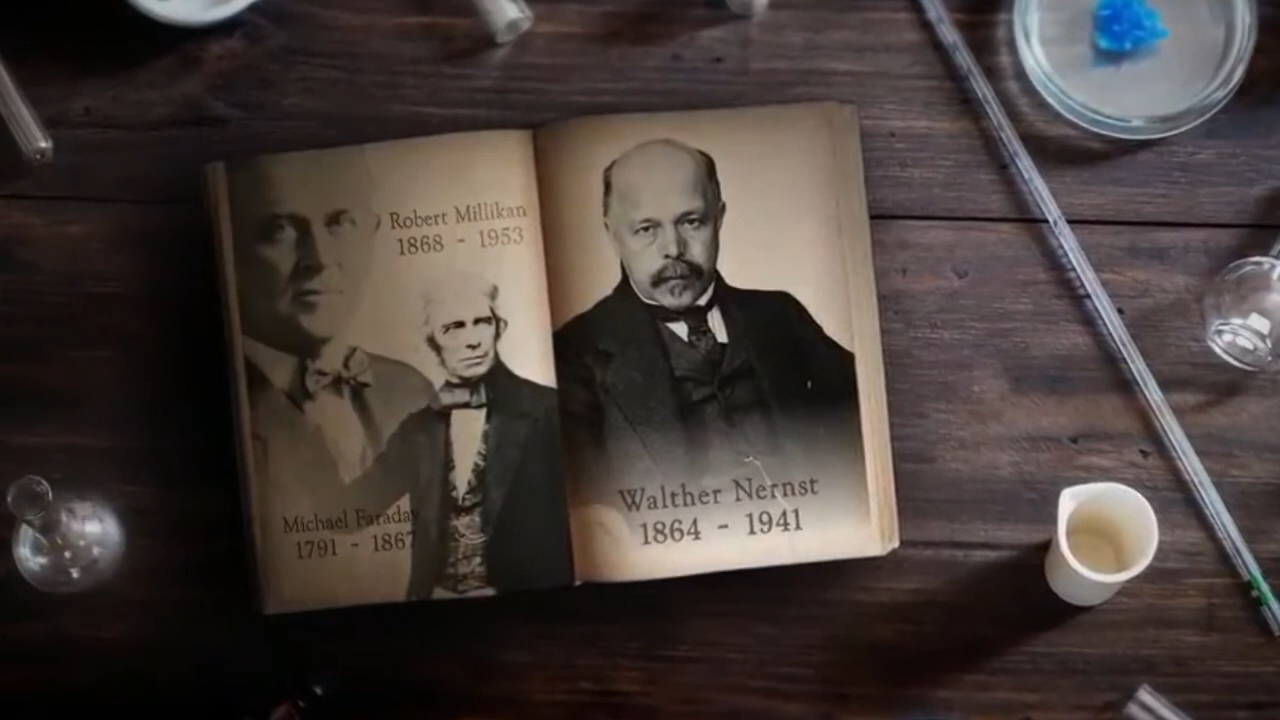 Robert Millikan
1868 - 1953
Michael Faraday
1791 - 1867
Walther Nernst
1864 - 1941